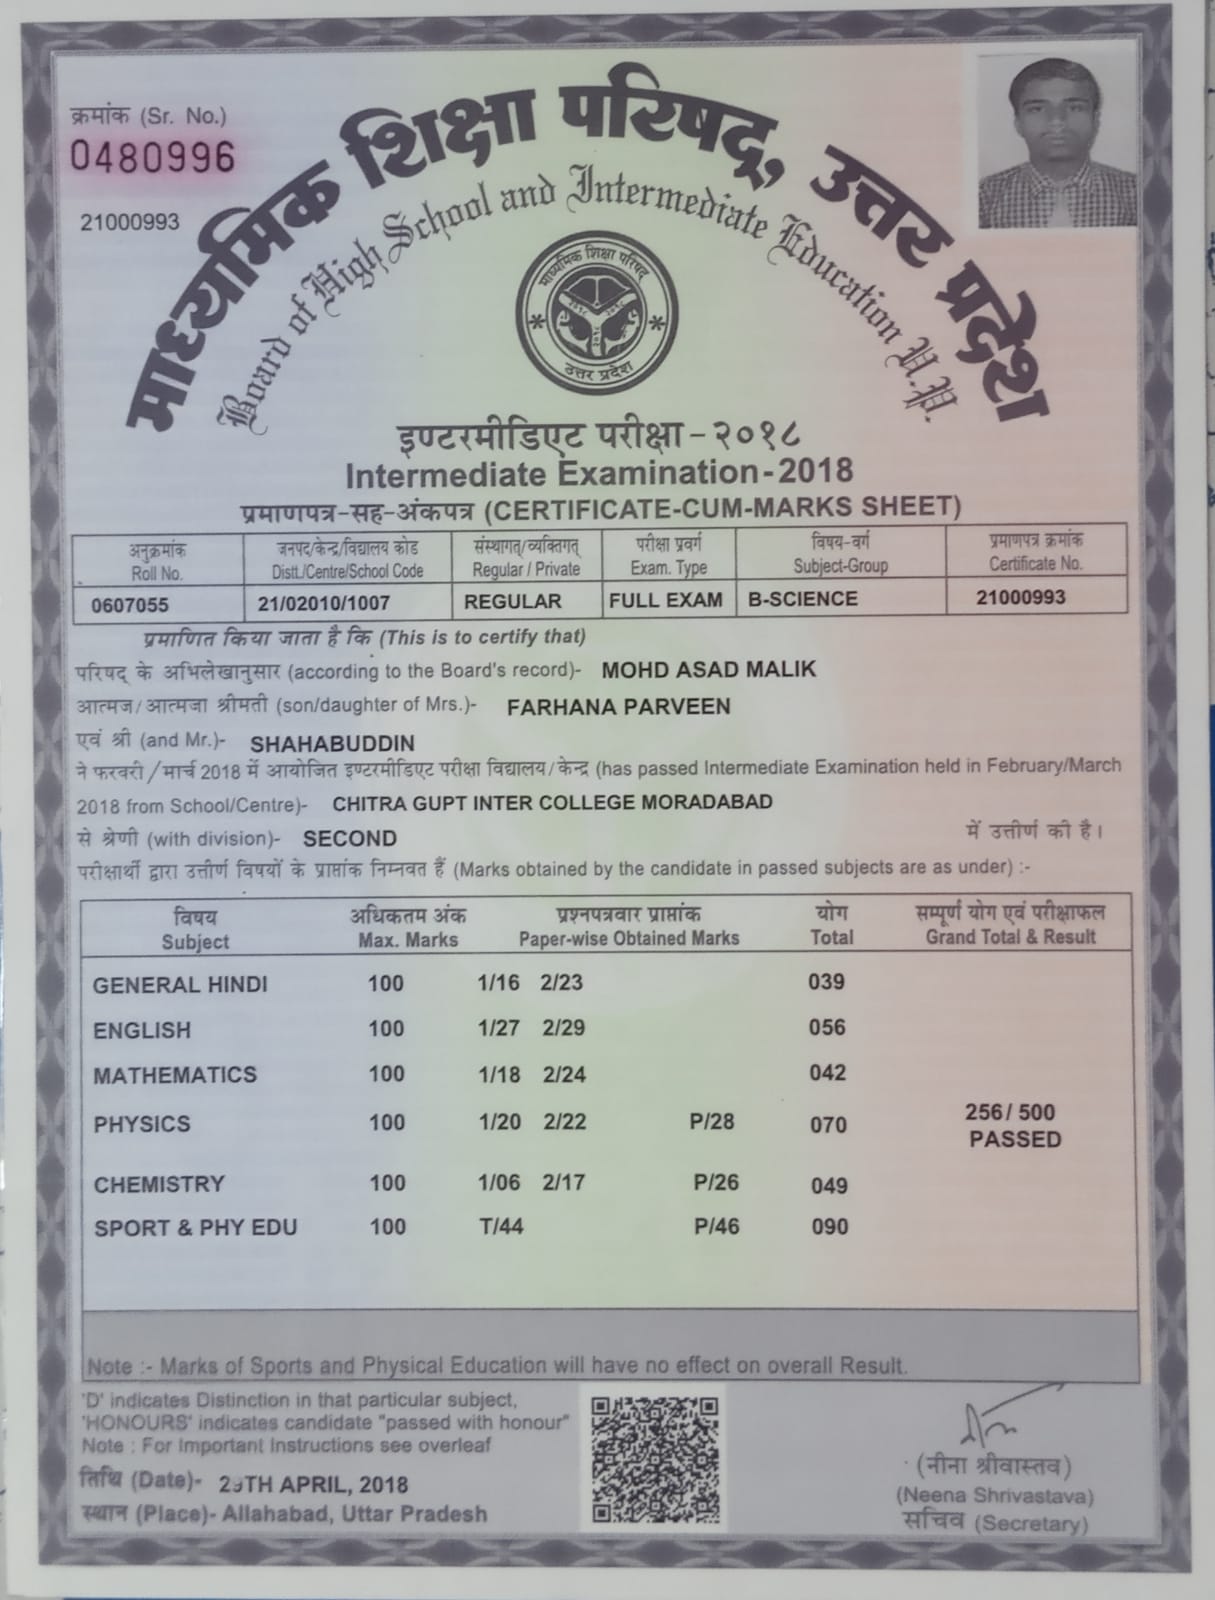 क्रमांक (Sr. No.)
0480996
21000993
माध्यमिक शिक्षा परिषद्, उत्तर प्रदेश
Board of High School and Intermediate Education U.P.
माध्यमिक शिक्षा परिषद्
उत्तर प्रदेश
इण्टरमीडिएट परीक्षा-२०१८
Intermediate Examination-2018
प्रमाणपत्र-सह-अंकपत्र (CERTIFICATE-CUM-MARKS SHEET)
अनुक्रमांक जनपद/केन्द्र/विद्यालय कोड संस्थागत्/व्यक्तिगत् परीक्षा प्रवर्ग विषय-वर्ग प्रमाणपत्र क्रमांक
Roll No. Distt./Centre/School Code Regular / Private Exam. Type Subject-Group Certificate No.
0607055 21/02010/1007 REGULAR FULL EXAM B-SCIENCE 21000993
प्रमाणित किया जाता है कि (This is to certify that)
परिषद् के अभिलेखानुसार (according to the Board's record)- MOHD ASAD MALIK
आत्मज/आत्मजा श्रीमती (son/daughter of Mrs.)- FARHANA PARVEEN
एवं श्री (and Mr.)- SHAHABUDDIN
ने फरवरी/मार्च 2018 में आयोजित इण्टरमीडिएट परीक्षा विद्यालय/केन्द्र (has passed Intermediate Examination held in February/March
2018 from School/Centre)- CHITRA GUPT INTER COLLEGE MORADABAD
से श्रेणी (with division)- SECOND में उत्तीर्ण की है।
परीक्षार्थी द्वारा उत्तीर्ण विषयों के प्राप्तांक निम्नवत हैं (Marks obtained by the candidate in passed subjects are as under) :-
विषय अधिकतम अंक प्रश्नपत्रवार प्राप्तांक योग सम्पूर्ण योग एवं परीक्षाफल
Subject Max. Marks Paper-wise Obtained Marks Total Grand Total & Result
GENERAL HINDI 100 1/16 2/23 039
ENGLISH 100 1/27 2/29 056
MATHEMATICS 100 1/18 2/24 042
PHYSICS 100 1/20 2/22 P/28 070 256/ 500
PASSED
CHEMISTRY 100 1/06 2/17 P/26 049
SPORT & PHY EDU 100 T/44 P/46 090
Note :- Marks of Sports and Physical Education will have no effect on overall Result.
'D' indicates Distinction in that particular subject,
'HONOURS' indicates candidate "passed with honour"
Note : For Important Instructions see overleaf
तिथि (Date)- 29TH APRIL, 2018
स्थान (Place)- Allahabad, Uttar Pradesh
(नीना श्रीवास्तव)
(Neena Shrivastava)
सचिव (Secretary)